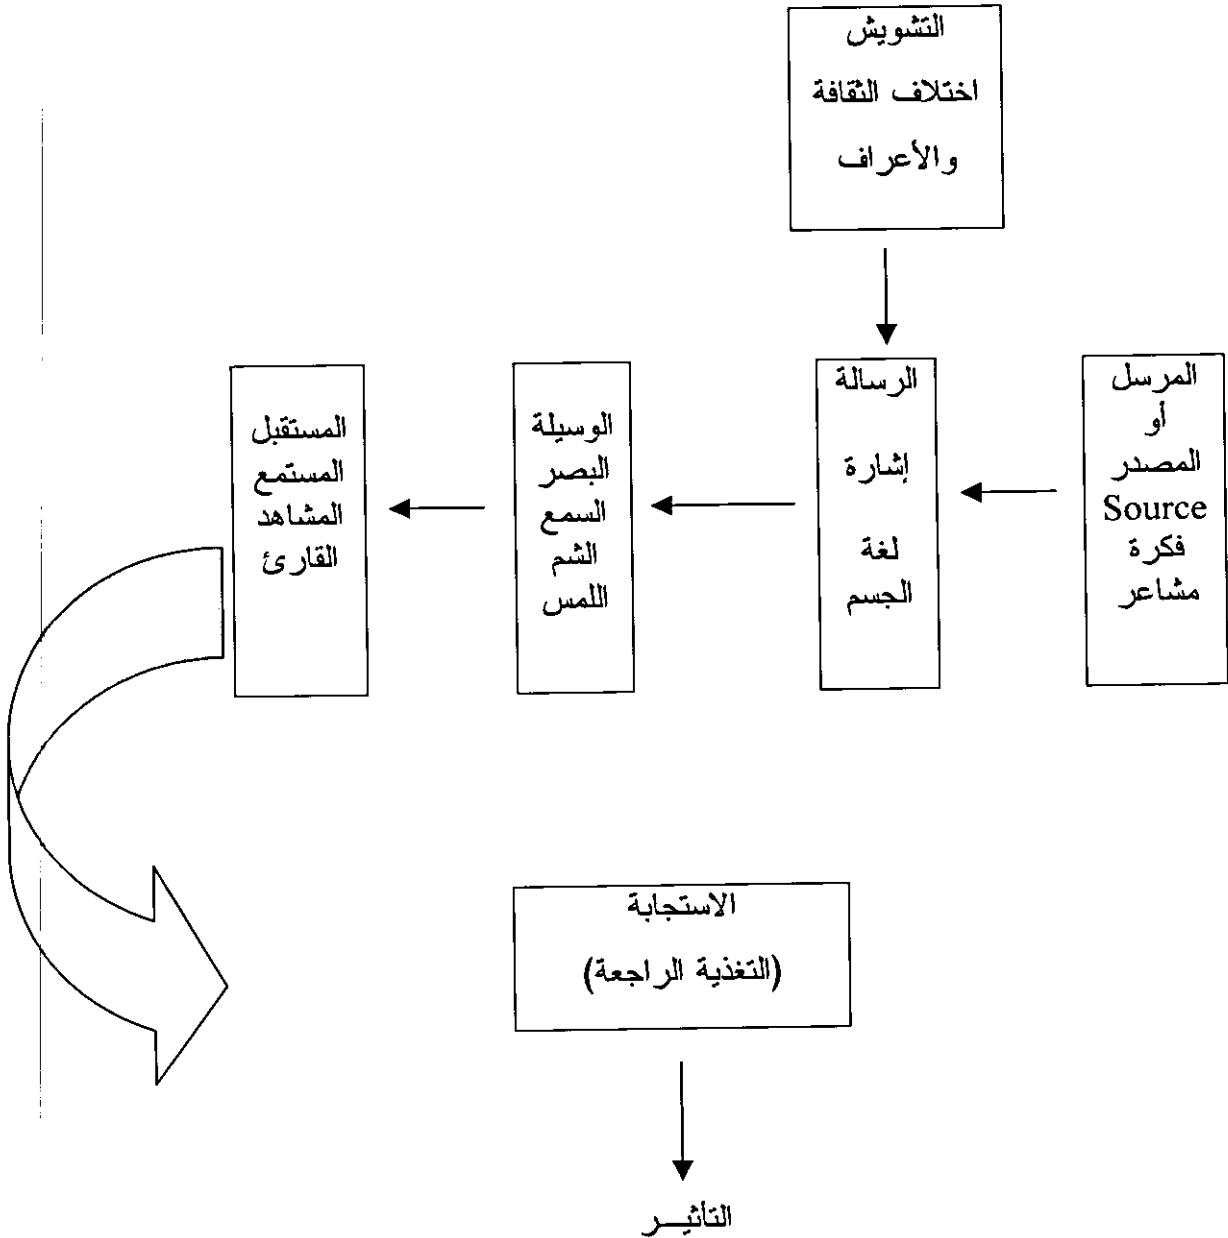 التشويش
اختلاف الثقافة
والأعراف
المرسل
أو
المصدر
Source
فكرة
مشاعر
الرسالة
إشارة
لغة
الجسم
الوسيلة
البصر
السمع
الشم
اللمس
المستقبل
المستمع
المشاهد
القارئ
الاستجابة
(التغذية الراجعة)
التأثيـــر